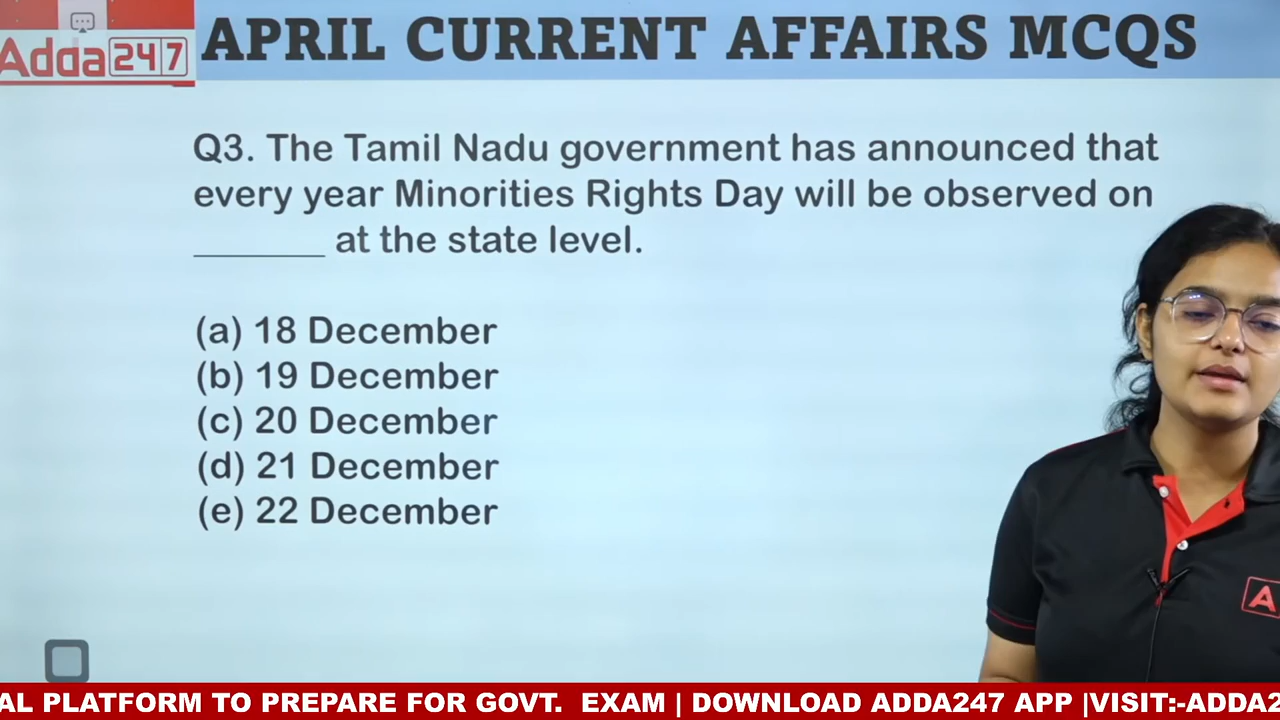 Adda247
APRIL CURRENT AFFAIRS MCQS
Q3. The Tamil Nadu government has announced that
every year Minorities Rights Day will be observed on
________ at the state level.
(a) 18 December
(b) 19 December
(c) 20 December
(d) 21 December
(e) 22 December
A
AL PLATFORM TO PREPARE FOR GOVT. EXAM | DOWNLOAD ADDA247 APP |VISIT:-ADDA2